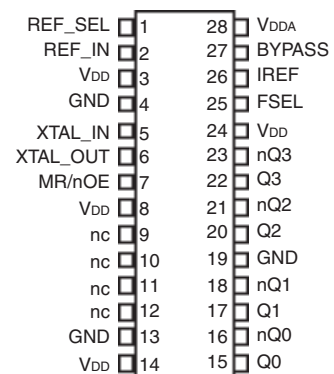 REF_SEL 1 28 VDDA
REF_IN 2 27 BYPASS
VDD 3 26 IREF
GND 4 25 FSEL
XTAL_IN 5 24 VDD
XTAL_OUT 6 23 nQ3
MR/nOE 7 22 Q3
VDD 8 21 nQ2
nc 9 20 Q2
nc 10 19 GND
nc 11 18 nQ1
nc 12 17 Q1
GND 13 16 nQ0
VDD 14 15 Q0